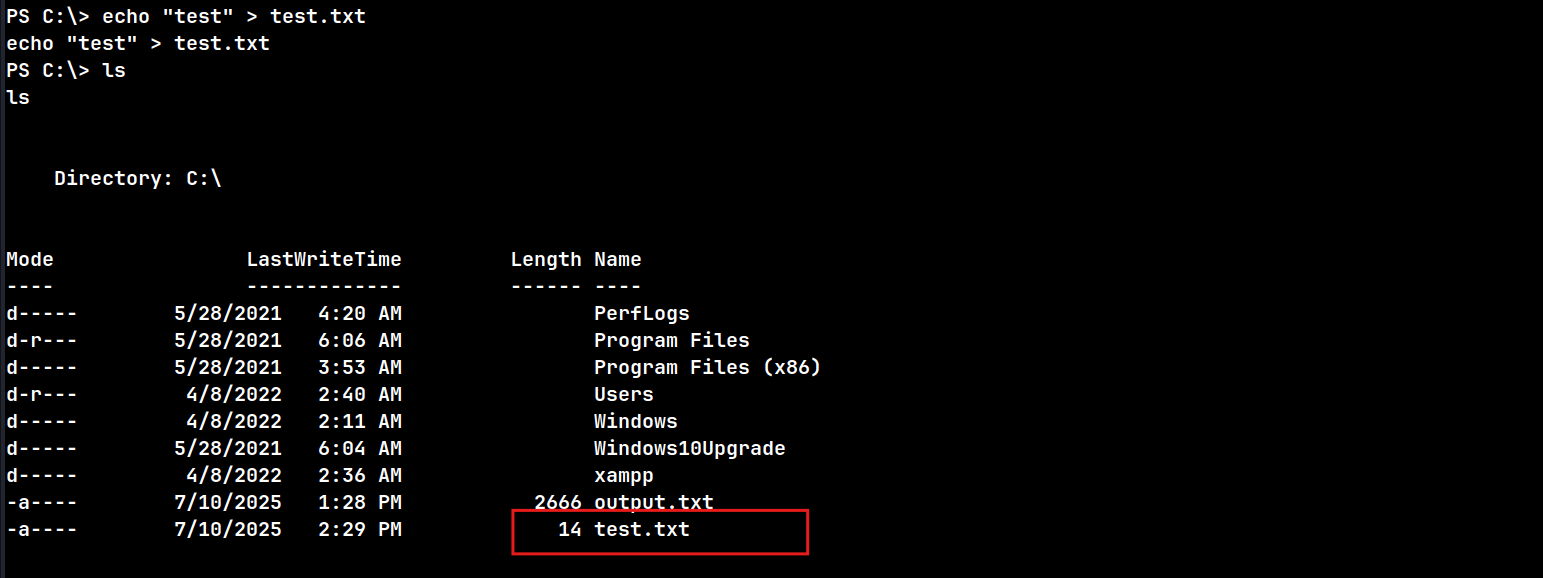 PS C:\> echo "test" > test.txt
echo "test" > test.txt
PS C:\> ls
ls
    Directory: C:\
Mode                LastWriteTime         Length Name
----                -------------         ------ ----
d-----        5/28/2021   4:20 AM                PerfLogs
d-r---        5/28/2021   6:06 AM                Program Files
d-----        5/28/2021   3:53 AM                Program Files (x86)
d-r---         4/8/2022   2:40 AM                Users
d-----         4/8/2022   2:11 AM                Windows
d-----        5/28/2021   6:04 AM                Windows10Upgrade
d-----         4/8/2022   2:36 AM                xampp
-a----        7/10/2025   1:28 PM           2666 output.txt
-a----        7/10/2025   2:29 PM             14 test.txt